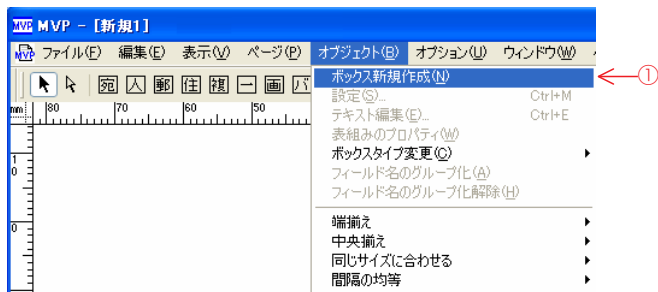 MVP MVP - [新規1]
MVP ファイル(F) 編集(E) 表示(V) ページ(P) オブジェクト(B) オプション(U) ウィンドウ(W)
宛 人 郵 住 複 一 画 バ
ボックス新規作成(N) ①
設定(S)... Ctrl+M
mm 80 70 60 50
テキスト編集(E)... Ctrl+E
表組みのプロパティ(W)
ボックスタイプ変更(C)
1
0
フィールド名のグループ化(A)
フィールド名のグループ化解除(H)
0
端揃え
中央揃え
同じサイズに合わせる
間隔の均等